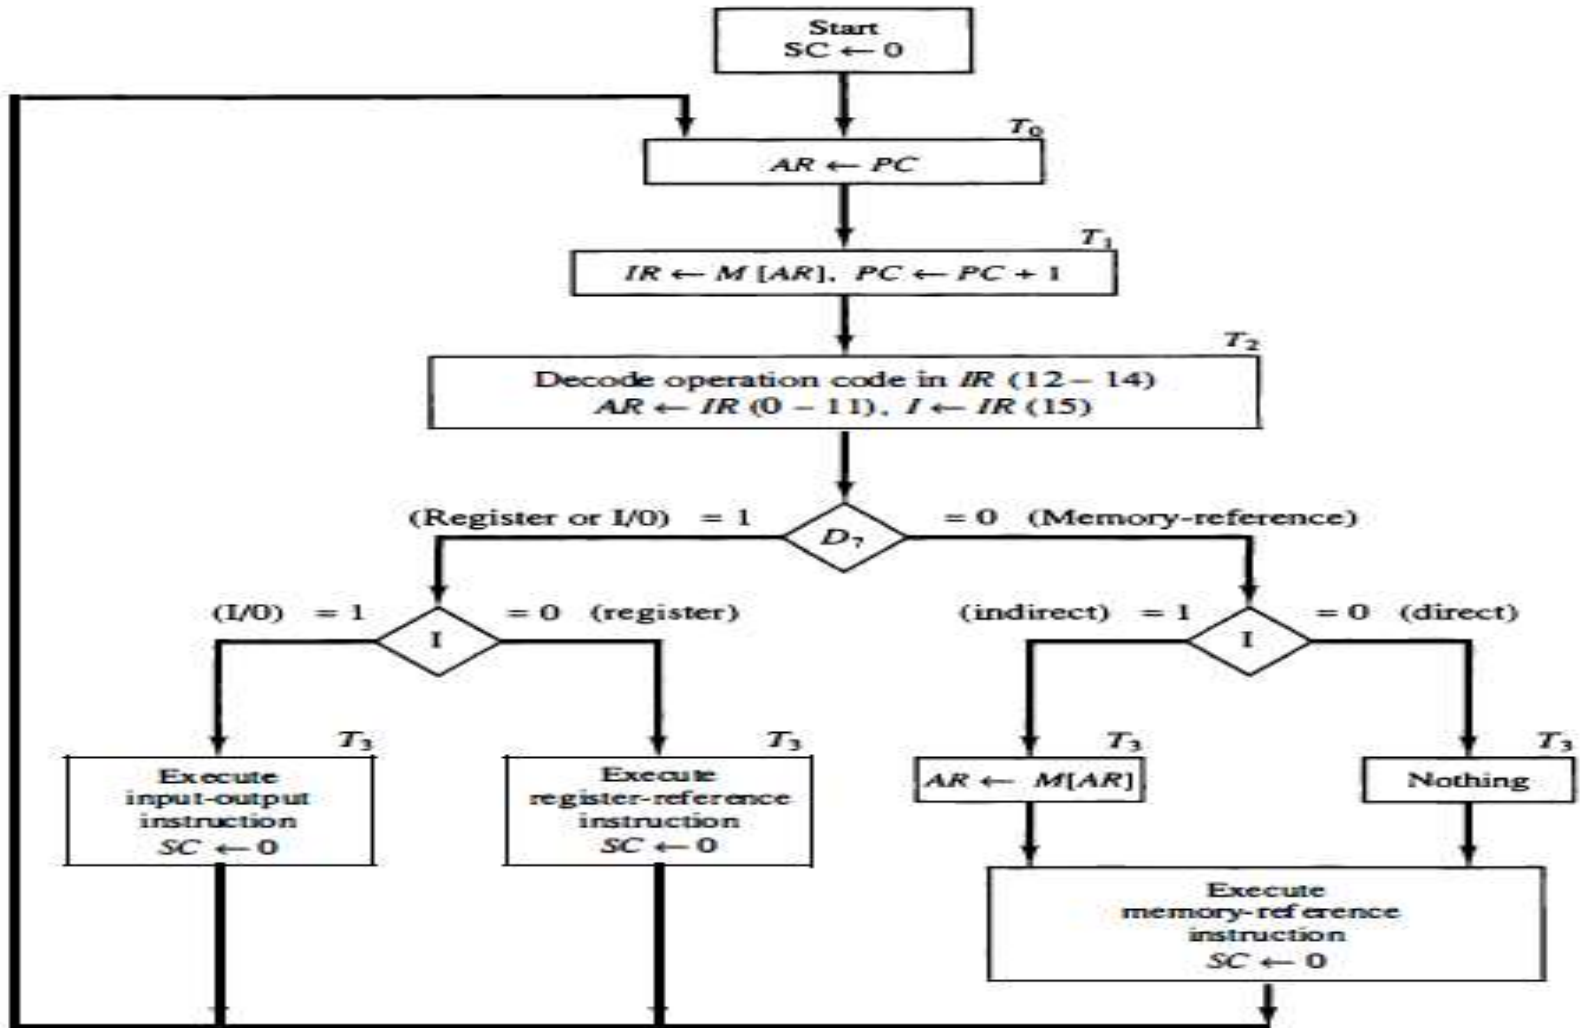 Start
SC ← 0
T₀
AR ← PC
T₁
IR ← M [AR], PC ← PC + 1
T₂
Decode operation code in IR (12 – 14)
AR ← IR (0 – 11), I ← IR (15)
(Register or I/0) = 1
D₇
= 0 (Memory-reference)
(I/0) = 1
I
= 0 (register)
(indirect) = 1
I
= 0 (direct)
T₃
Execute
input-output
instruction
SC ← 0
T₃
Execute
register-reference
instruction
SC ← 0
T₃
AR ← M[AR]
T₃
Nothing
Execute
memory-reference
instruction
SC ← 0